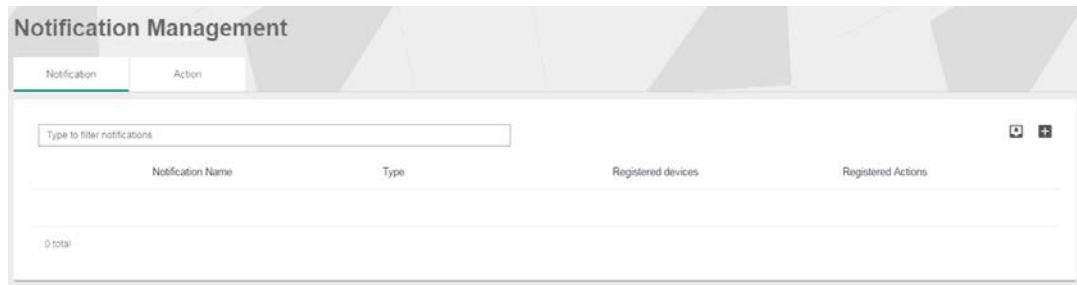 Notification Management
Notification Action
Type to filter notifications
Notification Name Type Registered devices Registered Actions
0 total